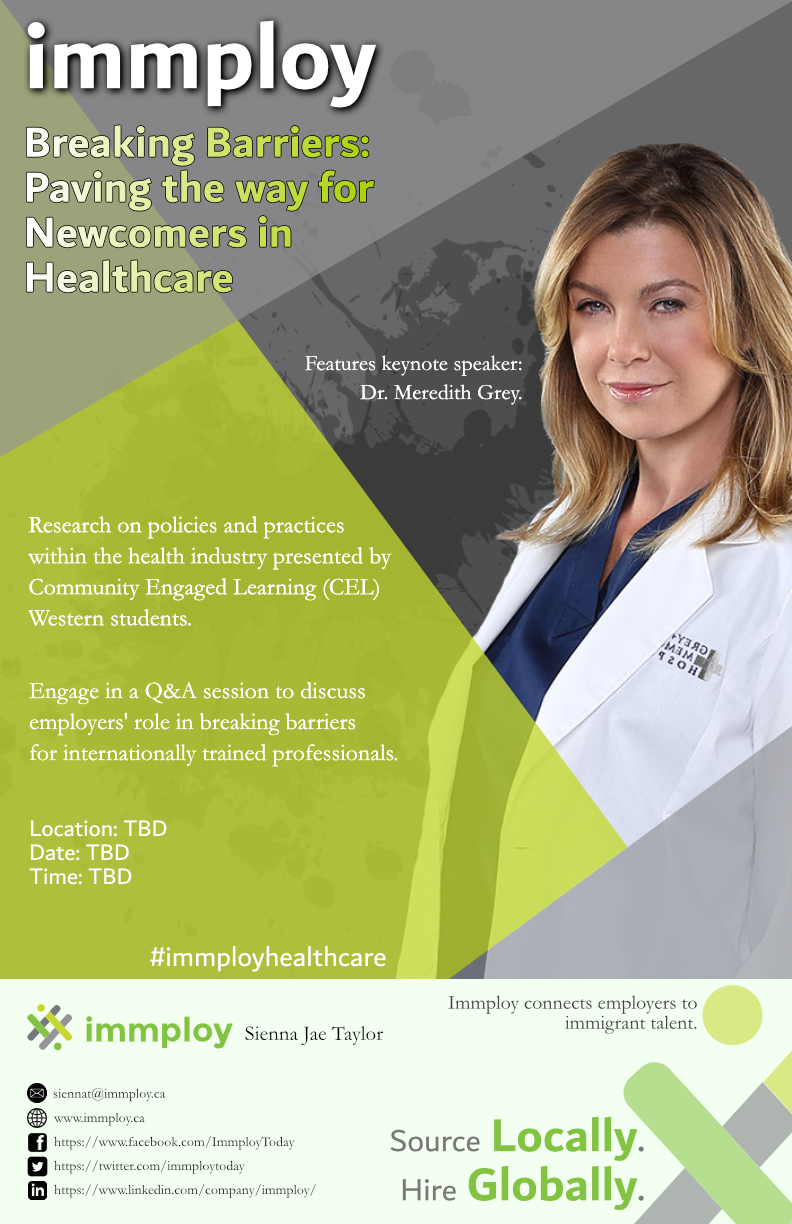 immploy
Breaking Barriers:
Paving the way for
Newcomers in
Healthcare
Features keynote speaker:
Dr. Meredith Grey.
Research on policies and practices
within the health industry presented by
Community Engaged Learning (CEL)
Western students.
GREY+
MEM
HOSP
Engage in a Q&A session to discuss
employers' role in breaking barriers
for internationally trained professionals.
Location: TBD
Date: TBD
Time: TBD
#immployhealthcare
immploy Sienna Jae Taylor
Immploy connects employers to
immigrant talent.
siennat@immploy.ca
www.immploy.ca
https://www.facebook.com/ImmployToday
https://twitter.com/immploytoday
https://www.linkedin.com/company/immploy/
Source Locally.
Hire Globally.